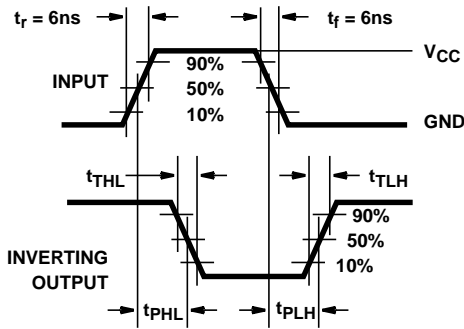 tr = 6ns
tf = 6ns
VCC
INPUT
90%
50%
10%
GND
tTHL
tTLH
90%
50%
10%
INVERTING
OUTPUT
tPHL
tPLH